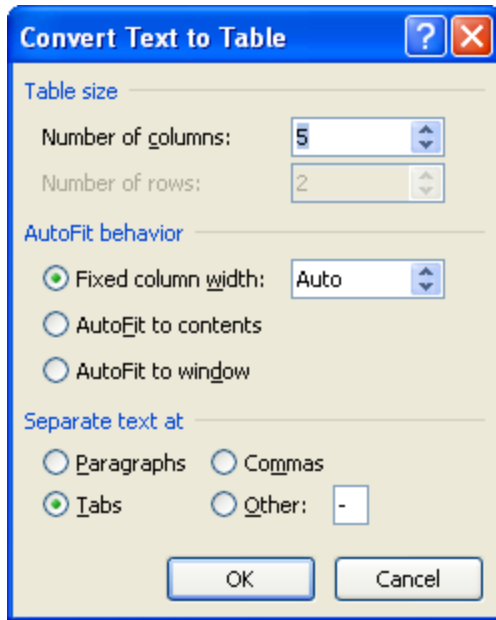 Convert Text to Table ?
Table size
Number of columns: 5
Number of rows: 2
AutoFit behavior
Fixed column width: Auto
AutoFit to contents
AutoFit to window
Separate text at
Paragraphs Commas
Tabs Other: -
OK Cancel